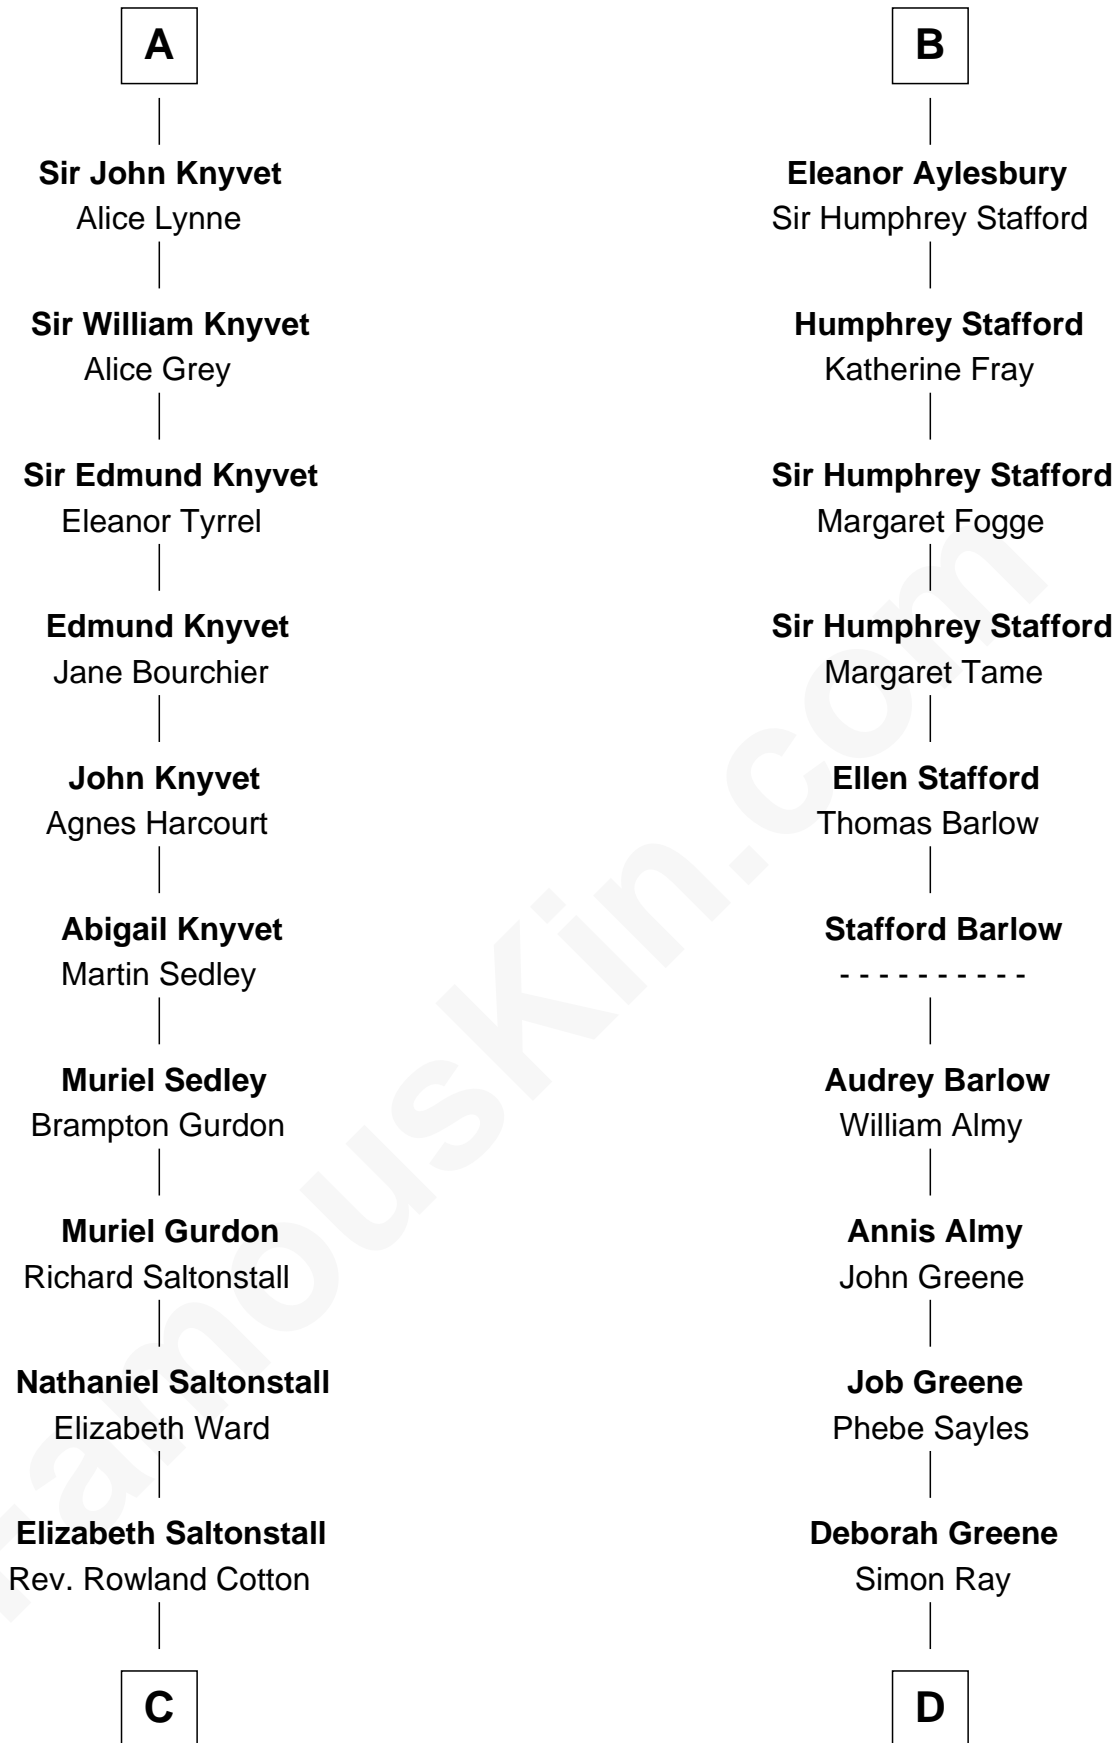 A
Sir John Knyvet
Alice Lynne
Sir William Knyvet
Alice Grey
Sir Edmund Knyvet
Eleanor Tyrrel
Edmund Knyvet
Jane Bourchier
John Knyvet
Agnes Harcourt
Abigail Knyvet
Martin Sedley
Muriel Sedley
Brampton Gurdon
Muriel Gurdon
Richard Saltonstall
Nathaniel Saltonstall
Elizabeth Ward
Elizabeth Saltonstall
Rev. Rowland Cotton
C
B
Eleanor Aylesbury
Sir Humphrey Stafford
Humphrey Stafford
Katherine Fray
Sir Humphrey Stafford
Margaret Fogge
Sir Humphrey Stafford
Margaret Tame
Ellen Stafford
Thomas Barlow
Stafford Barlow
- - - - - - - - - -
Audrey Barlow
William Almy
Annis Almy
John Greene
Job Greene
Phebe Sayles
Deborah Greene
Simon Ray
D
FamousKin.com